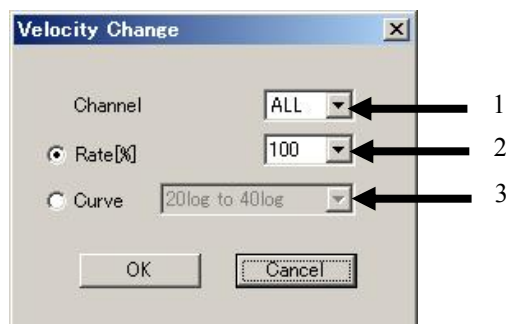 Velocity Change
Channel ALL 1
Rate[%] 100 2
Curve 20log to 40log 3
OK Cancel